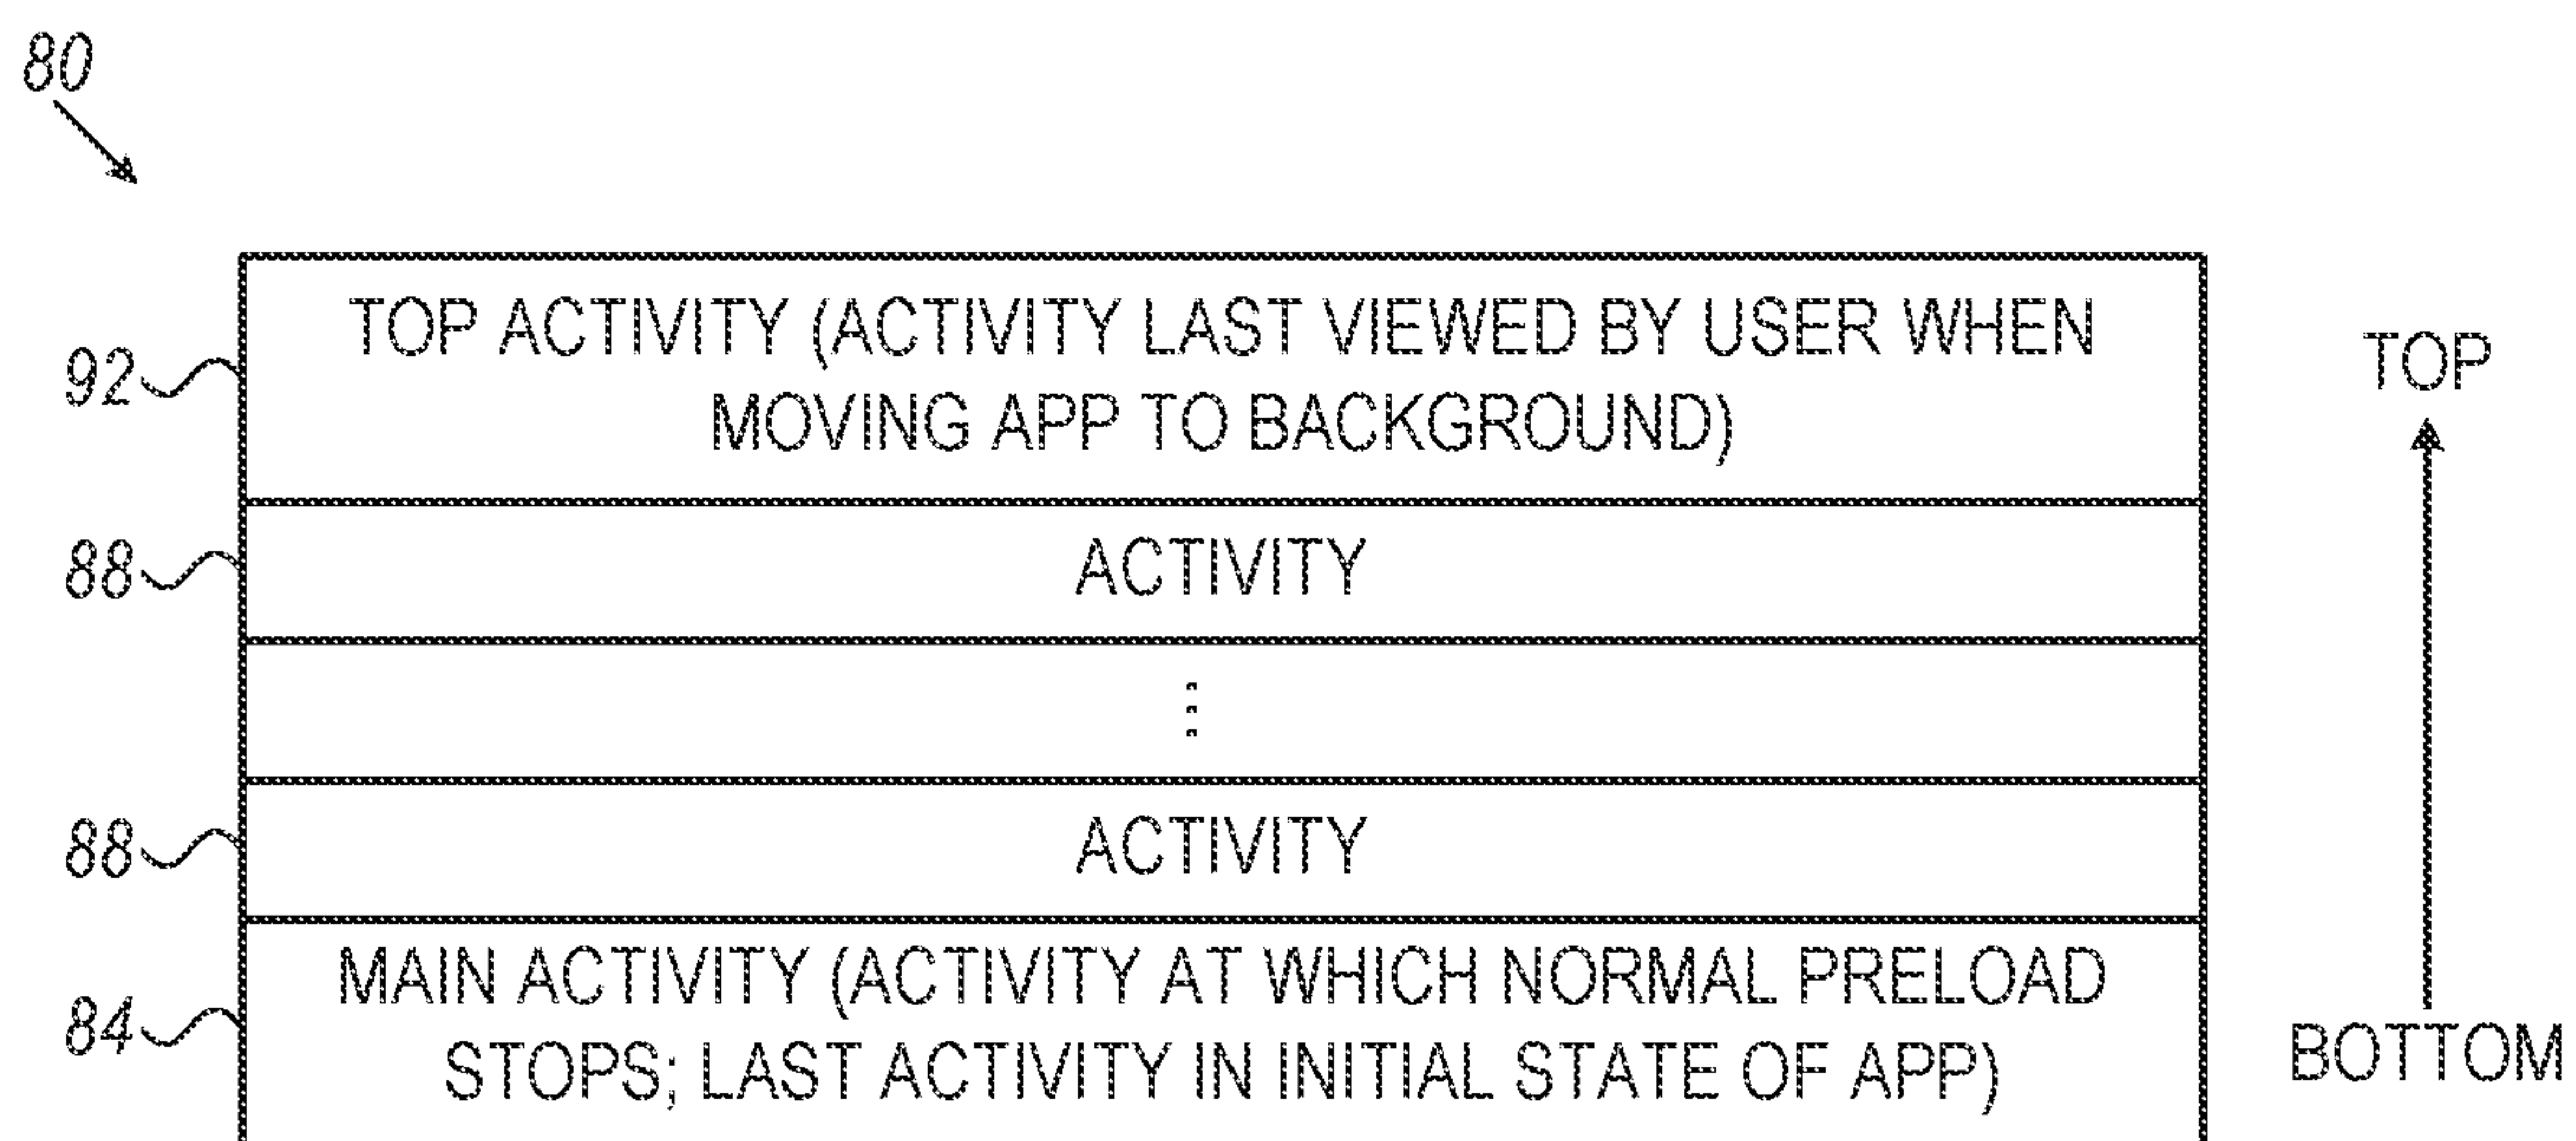 80
TOP ACTIVITY (ACTIVITY LAST VIEWED BY USER WHEN
MOVING APP TO BACKGROUND)
92
TOP
ACTIVITY
88
⋮
ACTIVITY
88
MAIN ACTIVITY (ACTIVITY AT WHICH NORMAL PRELOAD
STOPS; LAST ACTIVITY IN INITIAL STATE OF APP)
84
BOTTOM